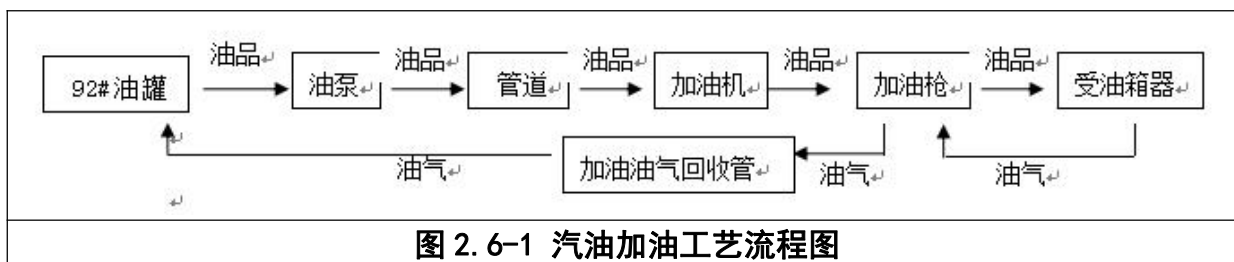 油品 油品 油品 油品 油品
92#油罐 油泵 管道 加油机 加油枪 受油箱器
油气 加油油气回收管 油气 油气
图 2.6-1 汽油加油工艺流程图